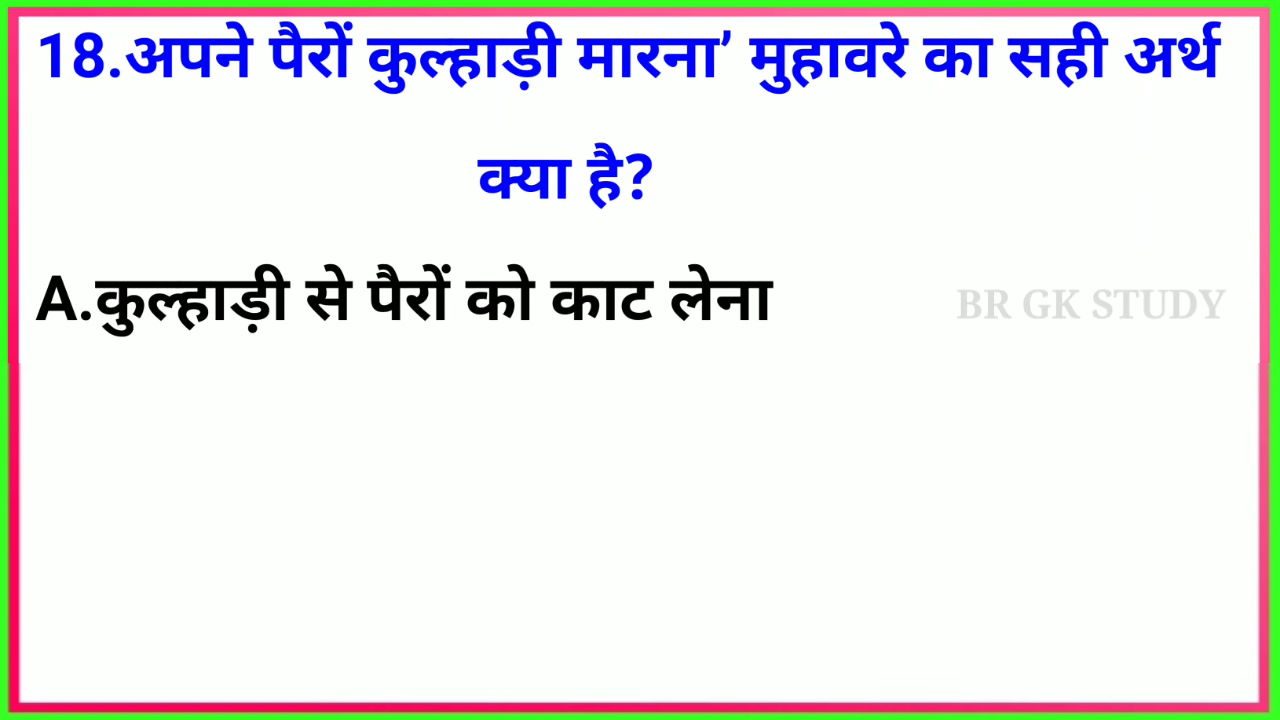 18.अपने पैरों कुल्हाड़ी मारना’ मुहावरे का सही अर्थ
क्या है?
A.कुल्हाड़ी से पैरों को काट लेना
BR GK STUDY